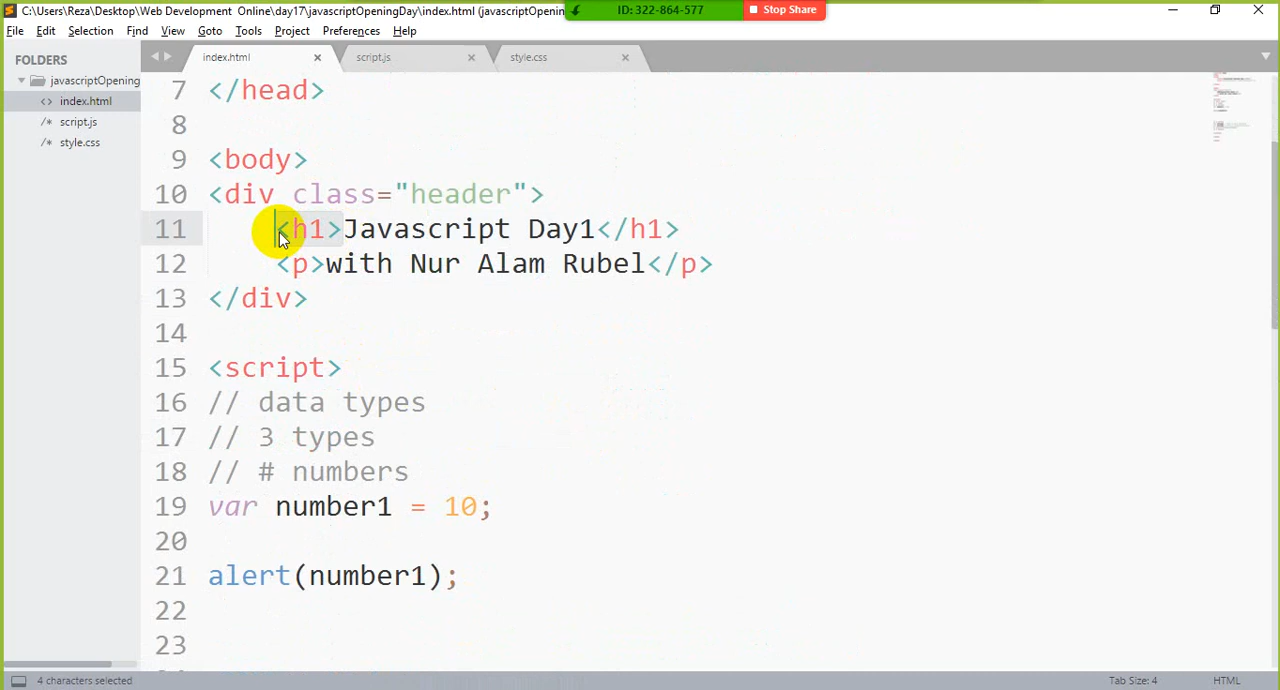 C:\Users\Reza\Desktop\Web Development Online\day17\javascriptOpeningDay\index.html (javascriptOpenin
ID: 322-864-577
Stop Share
File Edit Selection Find View Goto Tools Project Preferences Help
FOLDERS
javascriptOpening
index.html
script.js
style.css
index.html script.js style.css
7 </head>
8
9 <body>
10 <div class="header">
11 <h1>Javascript Day1</h1>
12 <p>with Nur Alam Rubel</p>
13 </div>
14
15 <script>
16 // data types
17 // 3 types
18 // # numbers
19 var number1 = 10;
20
21 alert(number1);
22
23
4 characters selected
Tab Size: 4
HTML